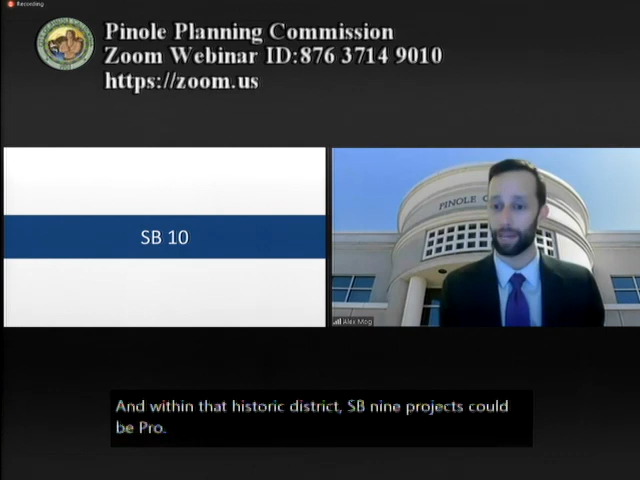 Recording
Pinole Planning Commission
Zoom Webinar ID:876 3714 9010
https://zoom.us
SB 10
PINOLE C
Alex Mog
And within that historic district, SB nine projects could
be Pro.